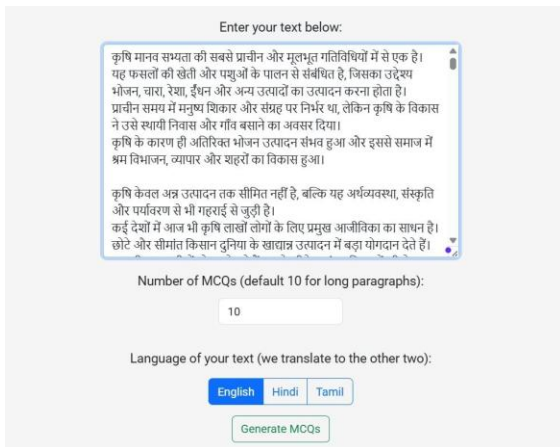 Enter your text below:
कृषि मानव सभ्यता की सबसे प्राचीन और मूलभूत गतिविधियों में से एक है।
यह फसलों की खेती और पशुओं के पालन से संबंधित है, जिसका उद्देश्य
भोजन, चारा, रेशा, ईंधन और अन्य उत्पादों का उत्पादन करना होता है।
प्राचीन समय में मनुष्य शिकार और संग्रह पर निर्भर था, लेकिन कृषि के विकास
ने उसे स्थायी निवास और गाँव बसाने का अवसर दिया।
कृषि के कारण ही अतिरिक्त भोजन उत्पादन संभव हुआ और इससे समाज में
श्रम विभाजन, व्यापार और शहरों का विकास हुआ।
कृषि केवल अन्न उत्पादन तक सीमित नहीं है, बल्कि यह अर्थव्यवस्था, संस्कृति
और पर्यावरण से भी गहराई से जुड़ी है।
कई देशों में आज भी कृषि लाखों लोगों के लिए प्रमुख आजीविका का साधन है।
छोटे और सीमांत किसान दुनिया के खाद्यान्न उत्पादन में बड़ा योगदान देते हैं।
Number of MCQs (default 10 for long paragraphs):
10
Language of your text (we translate to the other two):
English Hindi Tamil
Generate MCQs